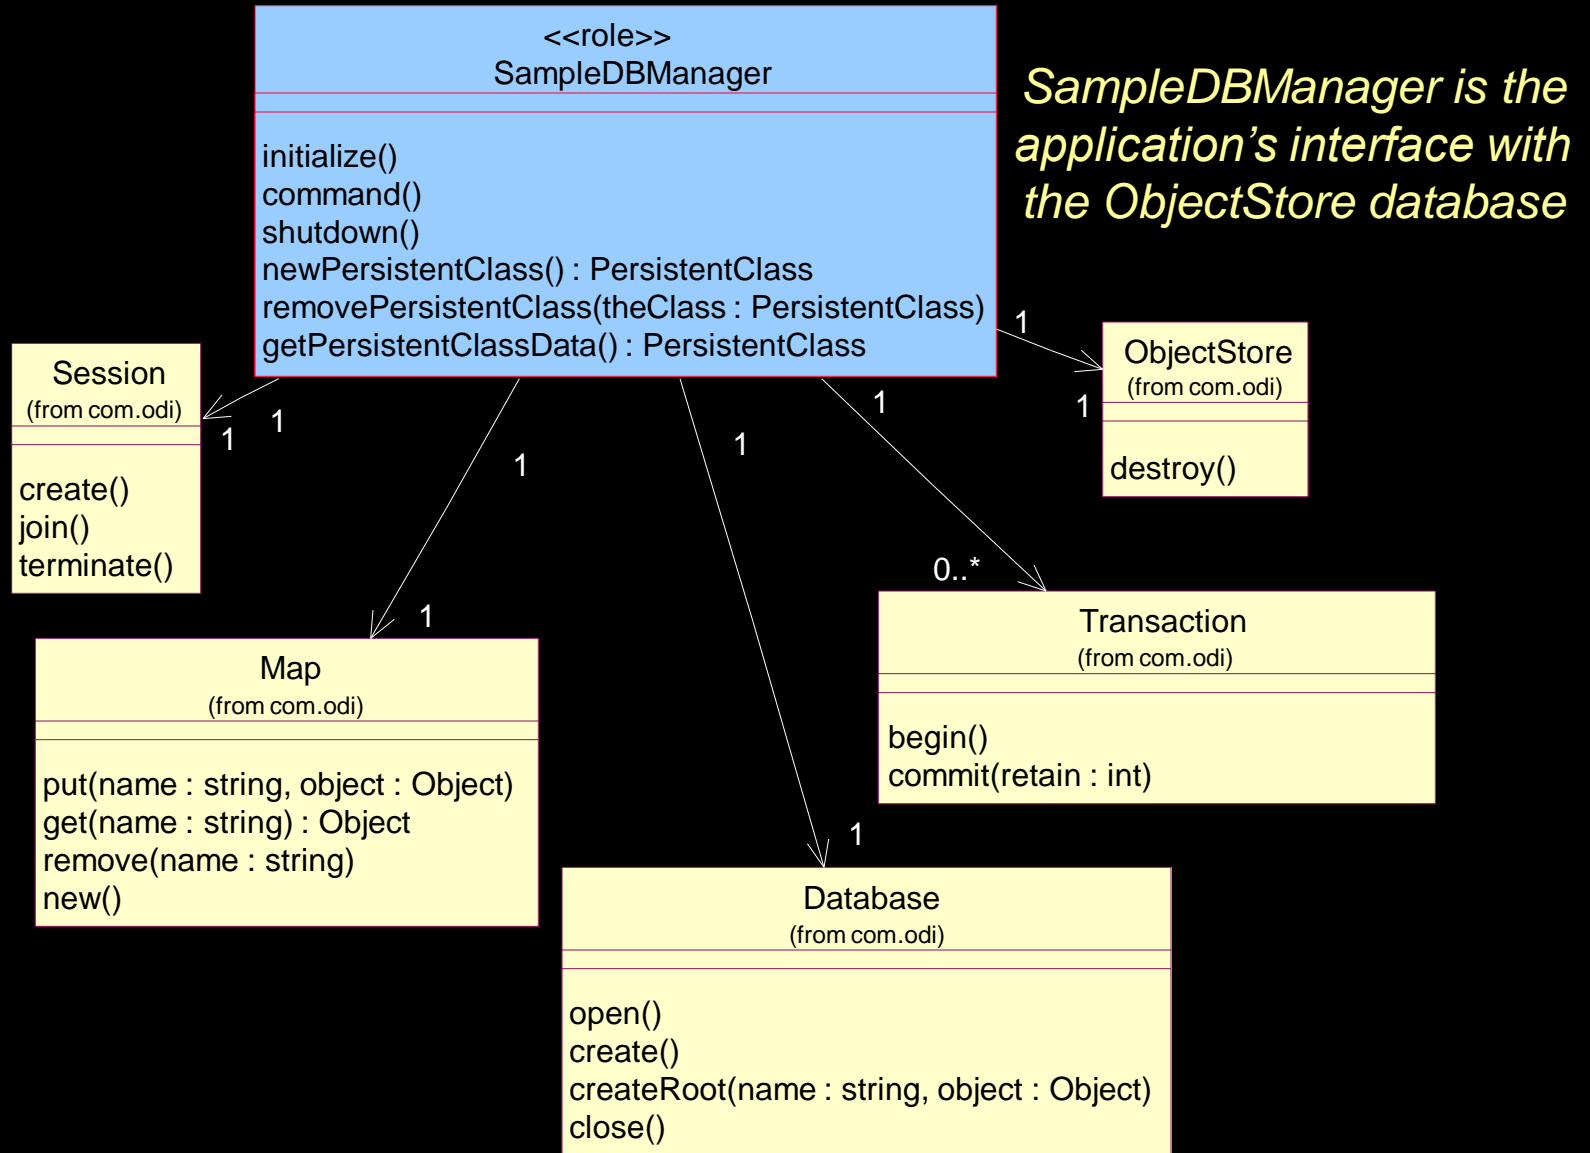 <<role>>
SampleDBManager
initialize()
command()
shutdown()
newPersistentClass() : PersistentClass
removePersistentClass(theClass : PersistentClass)
getPersistentClassData() : PersistentClass
SampleDBManager is the
application’s interface with
the ObjectStore database
Session
(from com.odi)
create()
join()
terminate()
1
1
1
1
1
1
1
0..*
1
1
ObjectStore
(from com.odi)
destroy()
Map
(from com.odi)
put(name : string, object : Object)
get(name : string) : Object
remove(name : string)
new()
Transaction
(from com.odi)
begin()
commit(retain : int)
Database
(from com.odi)
open()
create()
createRoot(name : string, object : Object)
close()